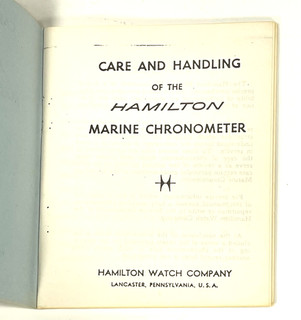 CARE AND HANDLING
OF THE
HAMILTON
MARINE CHRONOMETER
HAMILTON WATCH COMPANY
LANCASTER, PENNSYLVANIA, U. S. A.